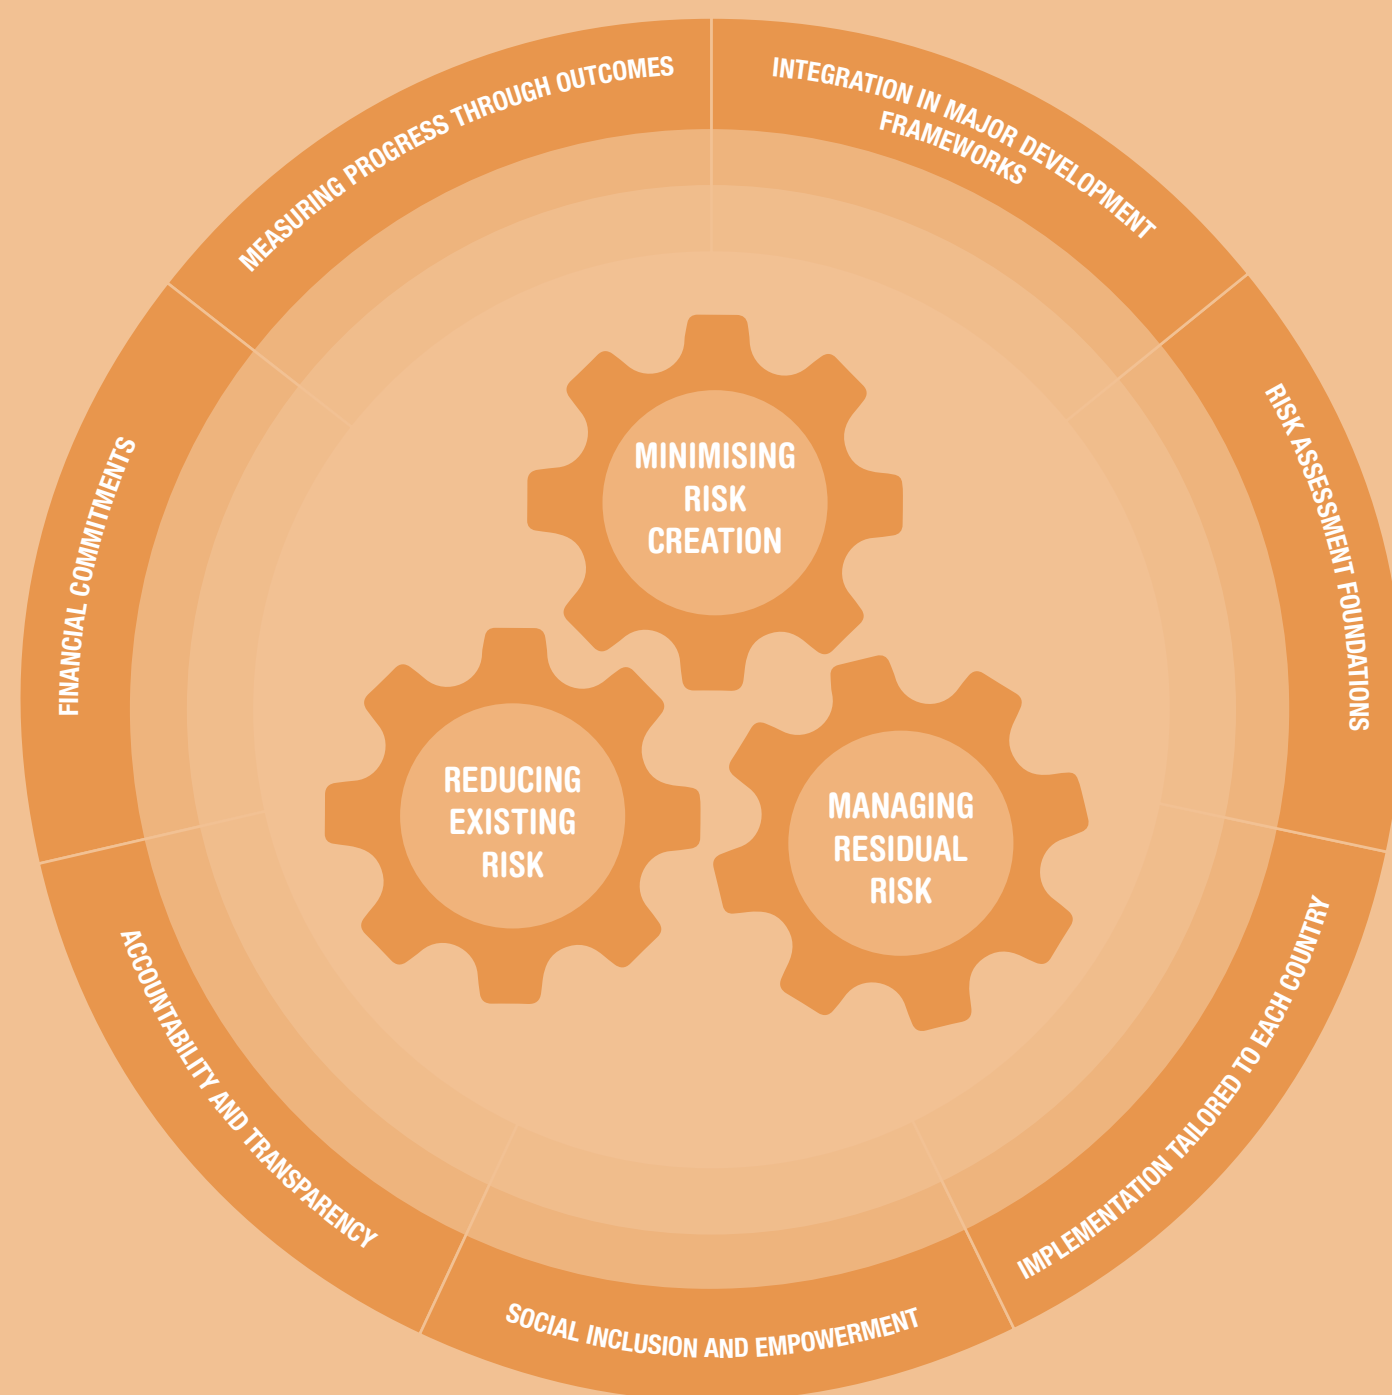 MEASURING PROGRESS THROUGH OUTCOMES
INTEGRATION IN MAJOR DEVELOPMENT
FRAMEWORKS
RISK ASSESSMENT FOUNDATIONS
IMPLEMENTATION TAILORED TO EACH COUNTRY
SOCIAL INCLUSION AND EMPOWERMENT
ACCOUNTABILITY AND TRANSPARENCY
FINANCIAL COMMITMENTS
MINIMISING
RISK
CREATION
REDUCING
EXISTING
RISK
MANAGING
RESIDUAL
RISK